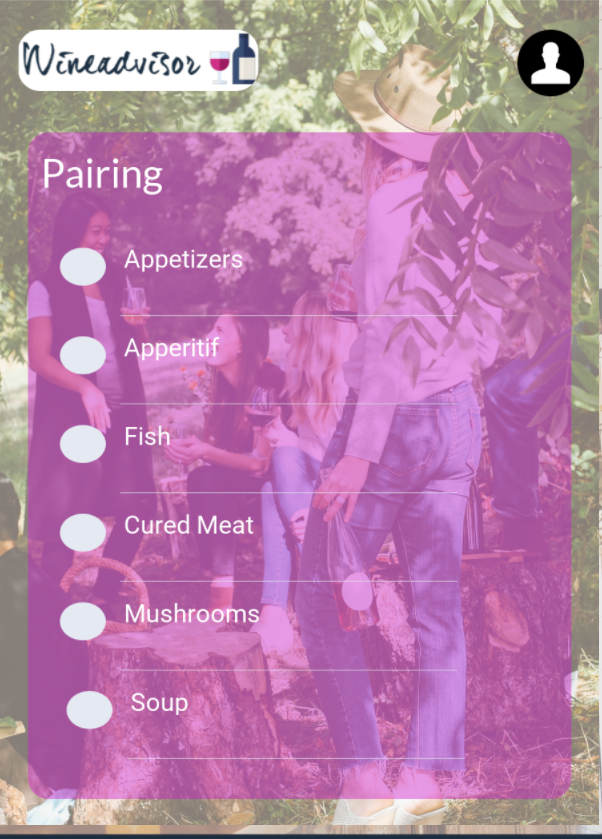 Wineadvisor
Pairing
Appetizers
Apperitif
Fish
Cured Meat
Mushrooms
Soup